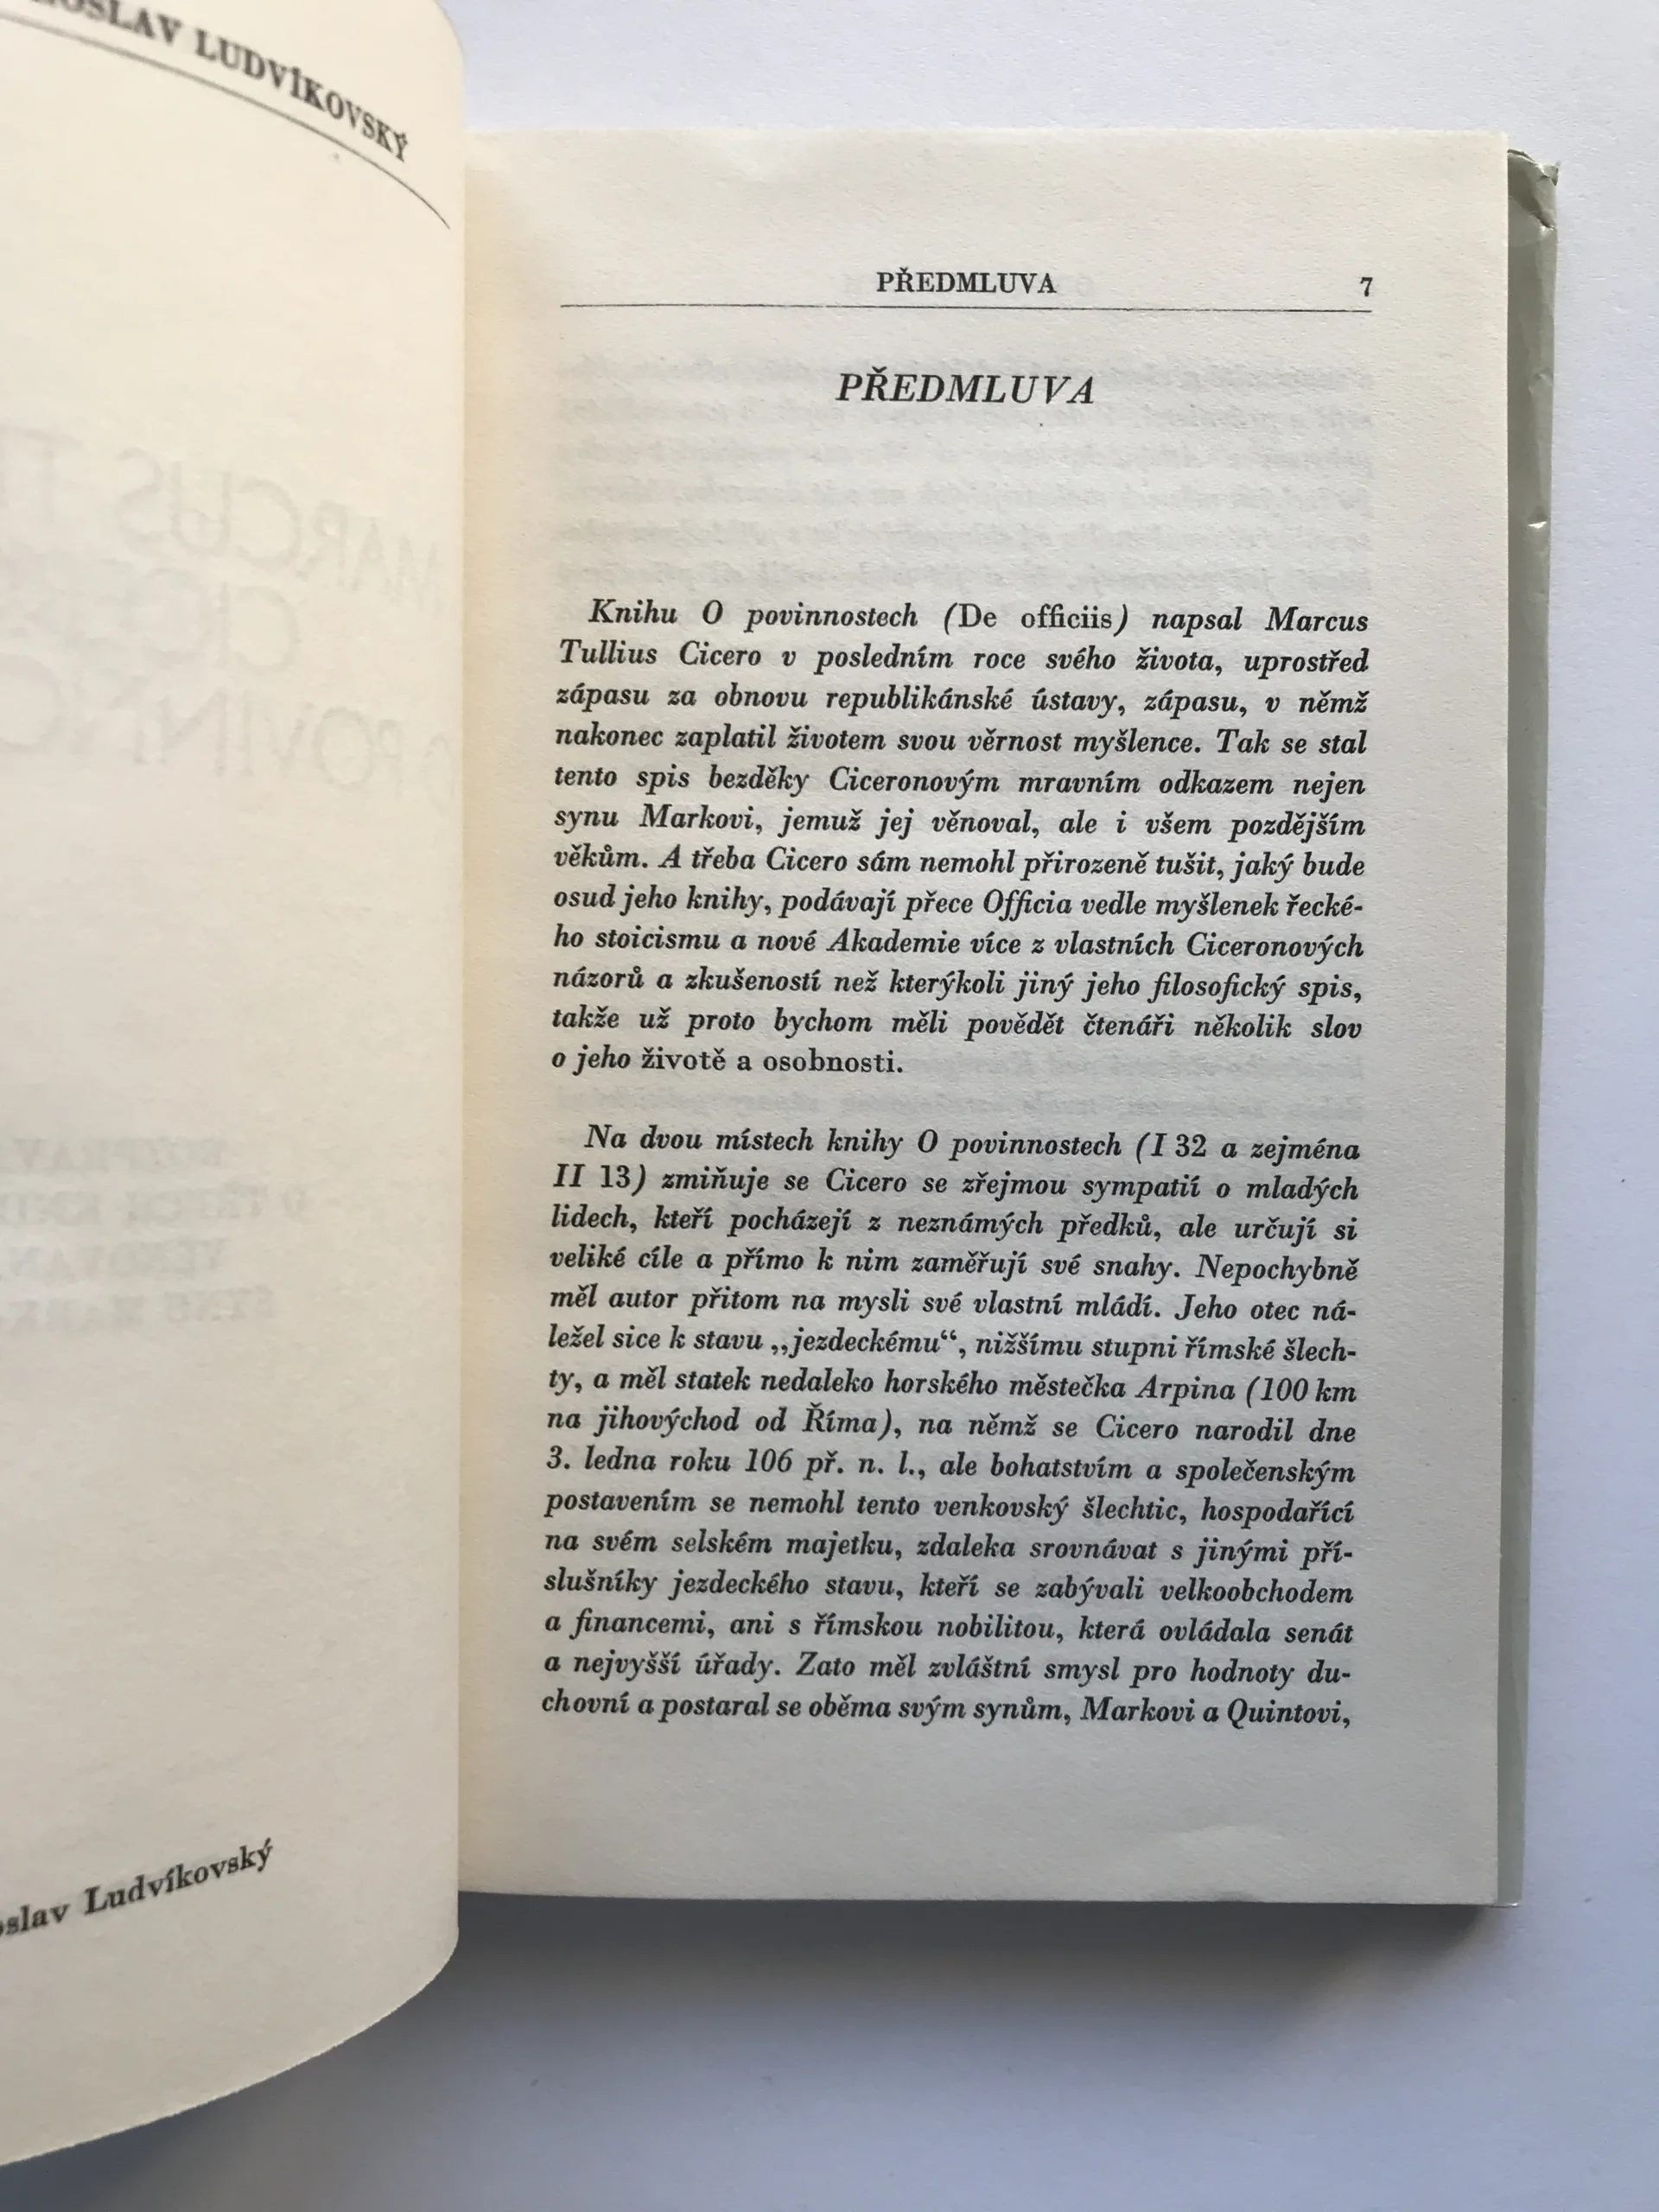 LUDVÍKOVSKÝ
Ludvíkovský
PŘEDMLUVA 7
PŘEDMLUVA
Knihu O povinnostech (De officiis) napsal Marcus
Tullius Cicero v posledním roce svého života, uprostřed
zápasu za obnovu republikánské ústavy, zápasu, v němž
nakonec zaplatil životem svou věrnost myšlence. Tak se stal
tento spis bezděky Ciceronovým mravním odkazem nejen
synu Markovi, jemuž jej věnoval, ale i všem pozdějším
věkům. A třeba Cicero sám nemohl přirozeně tušit, jaký bude
osud jeho knihy, podávají přece Officia vedle myšlenek řecké-
ho stoicismu a nové Akademie více z vlastních Ciceronových
názorů a zkušeností než kterýkoli jiný jeho filosofický spis,
takže už proto bychom měli povědět čtenáři několik slov
o jeho životě a osobnosti.
Na dvou místech knihy O povinnostech (I 32 a zejména
II 13) zmiňuje se Cicero se zřejmou sympatií o mladých
lidech, kteří pocházejí z neznámých předků, ale určují si
veliké cíle a přímo k nim zaměřují své snahy. Nepochybně
měl autor přitom na mysli své vlastní mládí. Jeho otec ná-
ležel sice k stavu „jezdeckému“, nižšímu stupni římské šlech-
ty, a měl statek nedaleko horského městečka Arpina (100 km
na jihovýchod od Říma), na němž se Cicero narodil dne
3. ledna roku 106 př. n. l., ale bohatstvím a společenským
postavením se nemohl tento venkovský šlechtic, hospodařící
na svém selském majetku, zdaleka srovnávat s jinými pří-
slušníky jezdeckého stavu, kteří se zabývali velkoobchodem
a financemi, ani s římskou nobilitou, která ovládala senát
a nejvyšší úřady. Zato měl zvláštní smysl pro hodnoty du-
chovní a postaral se oběma svým synům, Markovi a Quintovi,